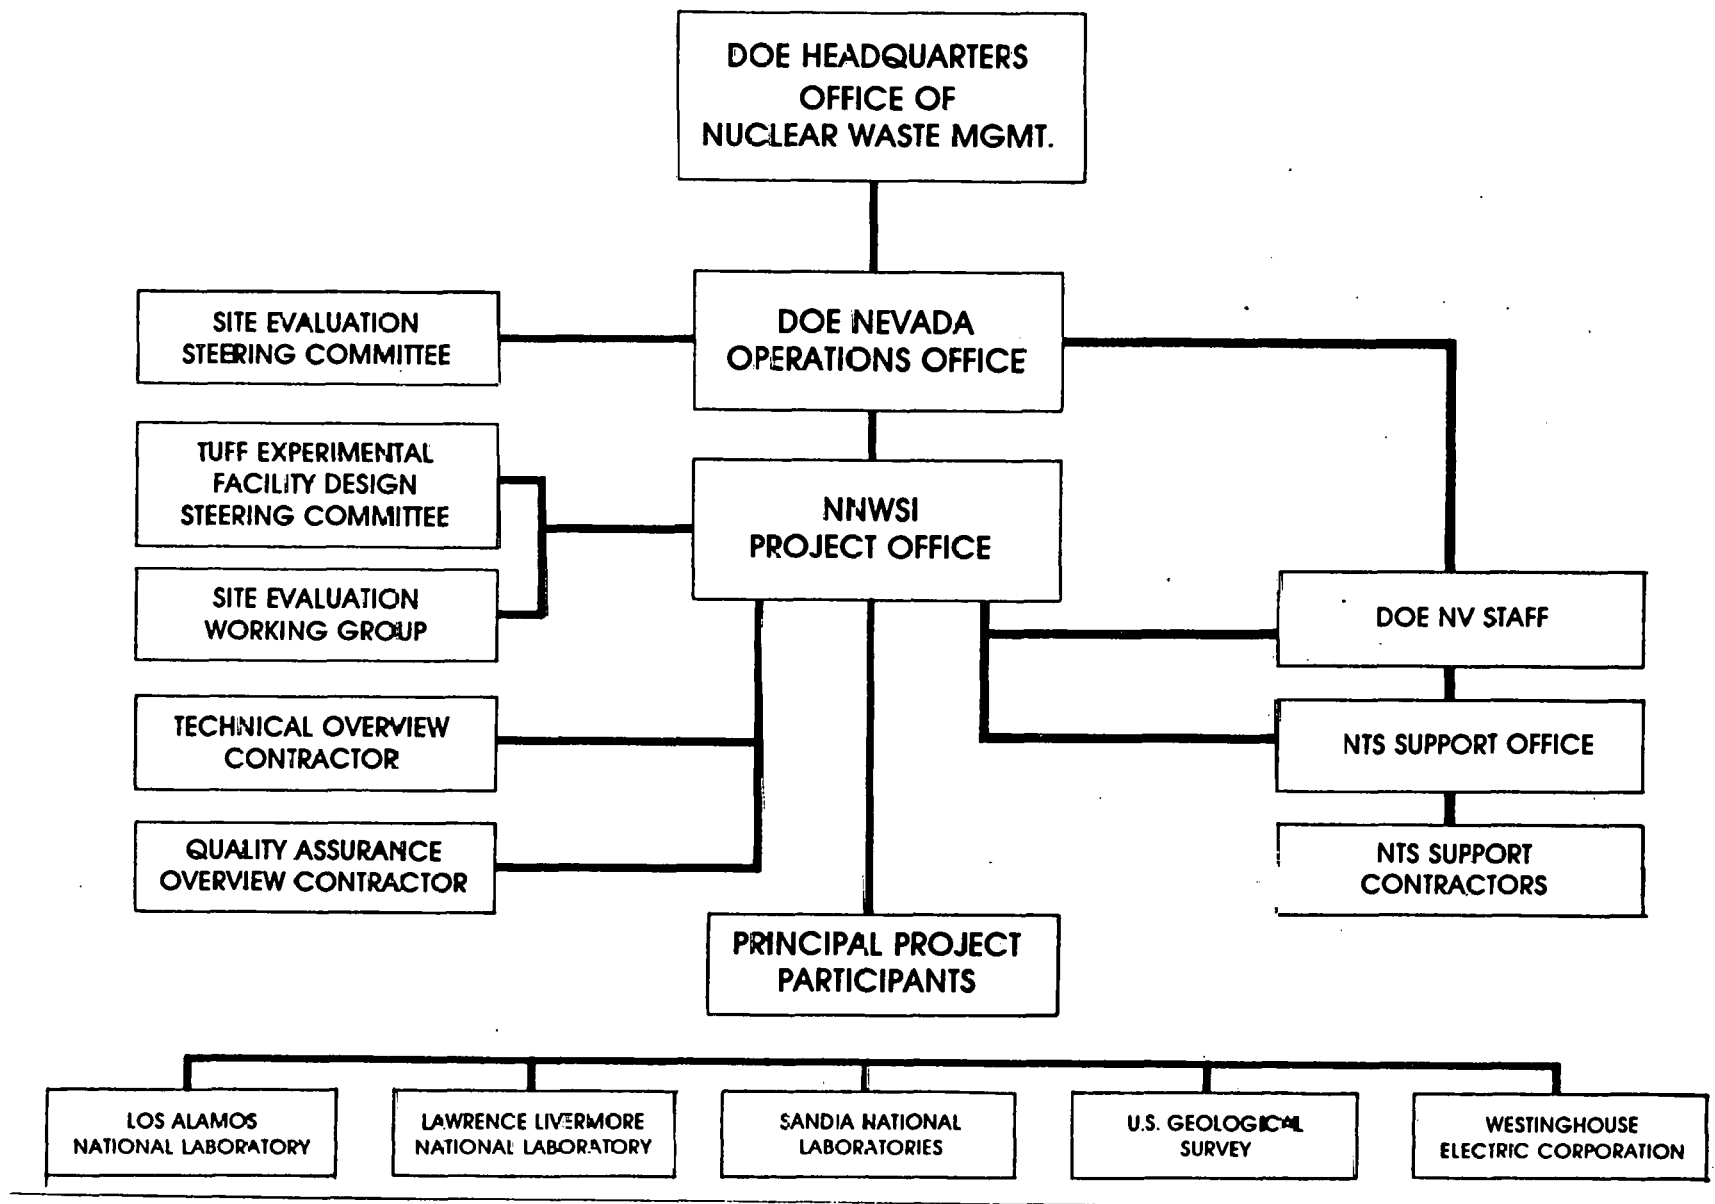 DOE HEADQUARTERS
OFFICE OF
NUCLEAR WASTE MGMT.
SITE EVALUATION
STEERING COMMITTEE
DOE NEVADA
OPERATIONS OFFICE
TUFF EXPERIMENTAL
FACILITY DESIGN
STEERING COMMITTEE
NNWSI
PROJECT OFFICE
SITE EVALUATION
WORKING GROUP
DOE NV STAFF
TECHNICAL OVERVIEW
CONTRACTOR
NTS SUPPORT OFFICE
QUALITY ASSURANCE
OVERVIEW CONTRACTOR
NTS SUPPORT
CONTRACTORS
PRINCIPAL PROJECT
PARTICIPANTS
LOS ALAMOS
NATIONAL LABORATORY
LAWRENCE LIVERMORE
NATIONAL LABORATORY
SANDIA NATIONAL
LABORATORIES
U.S. GEOLOGICAL
SURVEY
WESTINGHOUSE
ELECTRIC CORPORATION